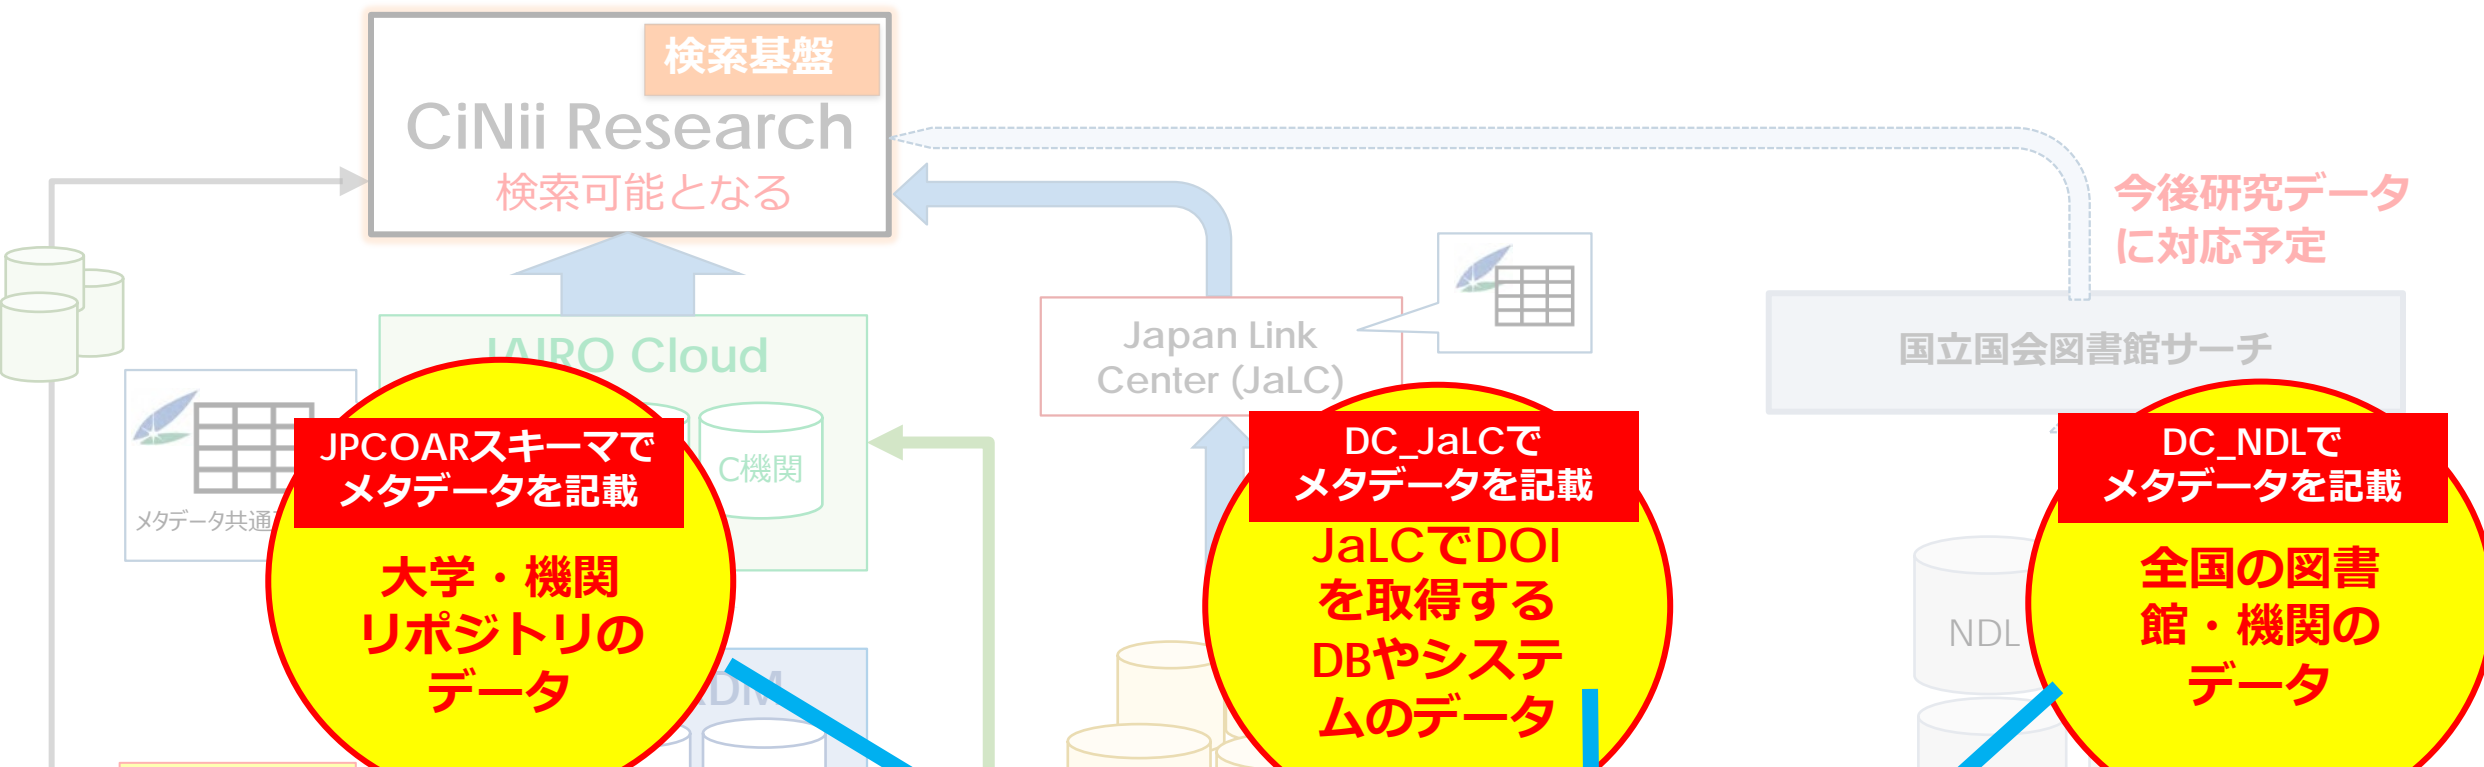 検索基盤
CiNii Research
検索可能となる
今後研究データ
に対応予定
Japan Link
Center (JaLC)
国立国会図書館サーチ
Cloud
C機関
メタデータ共通
JPCOARスキーマで
メタデータを記載
大学・機関
リポジトリの
データ
DC_JaLCで
メタデータを記載
JaLCでDOI
を取得する
DBやシステ
ムのデータ
DC_NDLで
メタデータを記載
全国の図書
館・機関の
データ
NDL